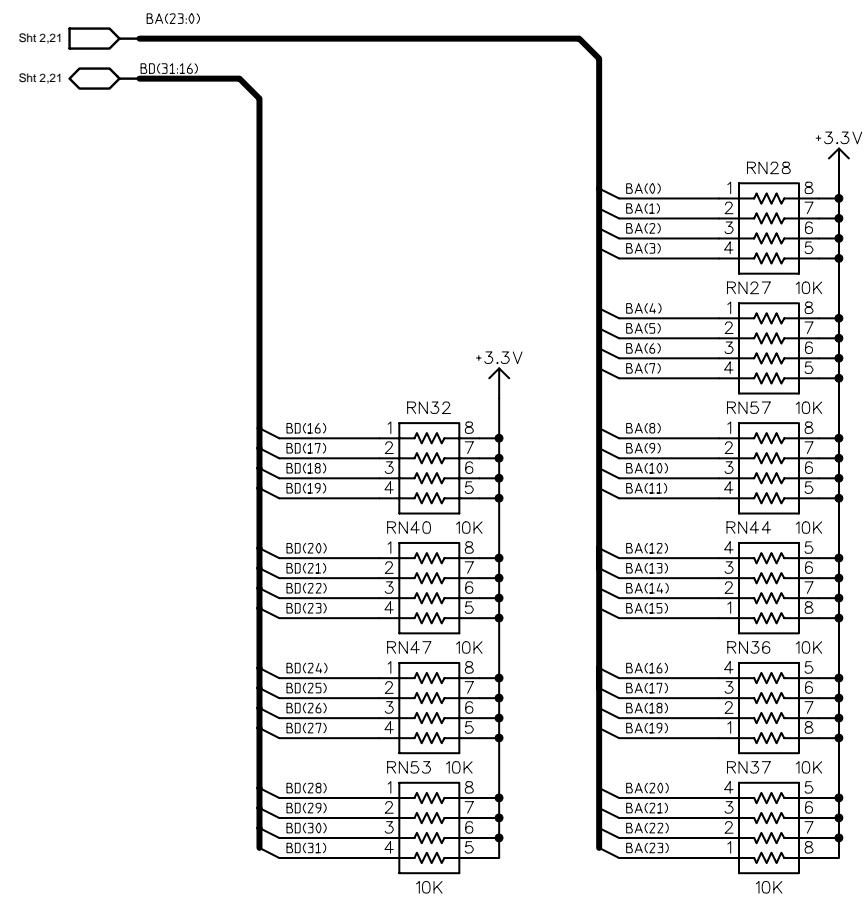 BA(23:0)
Sht 2,21
BD(31:16)
Sht 2,21
+3.3V
RN28
BA(0) 1 8
BA(1) 2 7
BA(2) 3 6
BA(3) 4 5
RN27 10K
BA(4) 1 8
BA(5) 2 7
BA(6) 3 6
BA(7) 4 5
RN57 10K
BA(8) 1 8
BA(9) 2 7
BA(10) 3 6
BA(11) 4 5
RN44 10K
BA(12) 4 5
BA(13) 3 6
BA(14) 2 7
BA(15) 1 8
RN36 10K
BA(16) 4 5
BA(17) 3 6
BA(18) 2 7
BA(19) 1 8
RN37 10K
BA(20) 4 5
BA(21) 3 6
BA(22) 2 7
BA(23) 1 8
10K
+3.3V
RN32
BD(16) 1 8
BD(17) 2 7
BD(18) 3 6
BD(19) 4 5
RN40 10K
BD(20) 1 8
BD(21) 2 7
BD(22) 3 6
BD(23) 4 5
RN47 10K
BD(24) 1 8
BD(25) 2 7
BD(26) 3 6
BD(27) 4 5
RN53 10K
BD(28) 1 8
BD(29) 2 7
BD(30) 3 6
BD(31) 4 5
10K